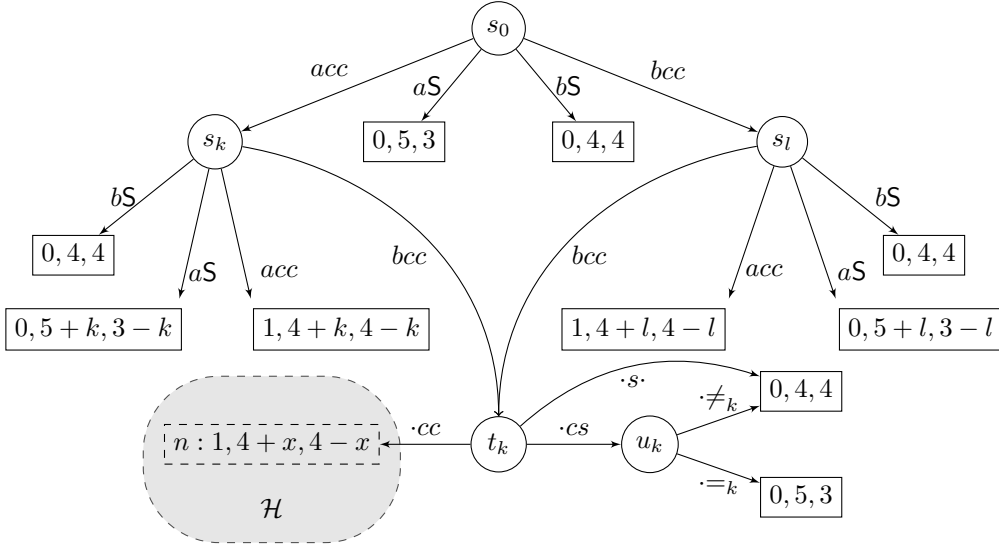 s₀
acc
aS
bS
bcc
s_k
0, 5, 3
0, 4, 4
s_l
bS
bS
0, 4, 4
aS
acc
bcc
bcc
acc
aS
0, 4, 4
0, 5 + k, 3 − k
1, 4 + k, 4 − k
1, 4 + l, 4 − l
0, 5 + l, 3 − l
·s·
0, 4, 4
·≠_k
n : 1, 4 + x, 4 − x
·cc
t_k
·cs
u_k
·=_k
0, 5, 3
ℋ